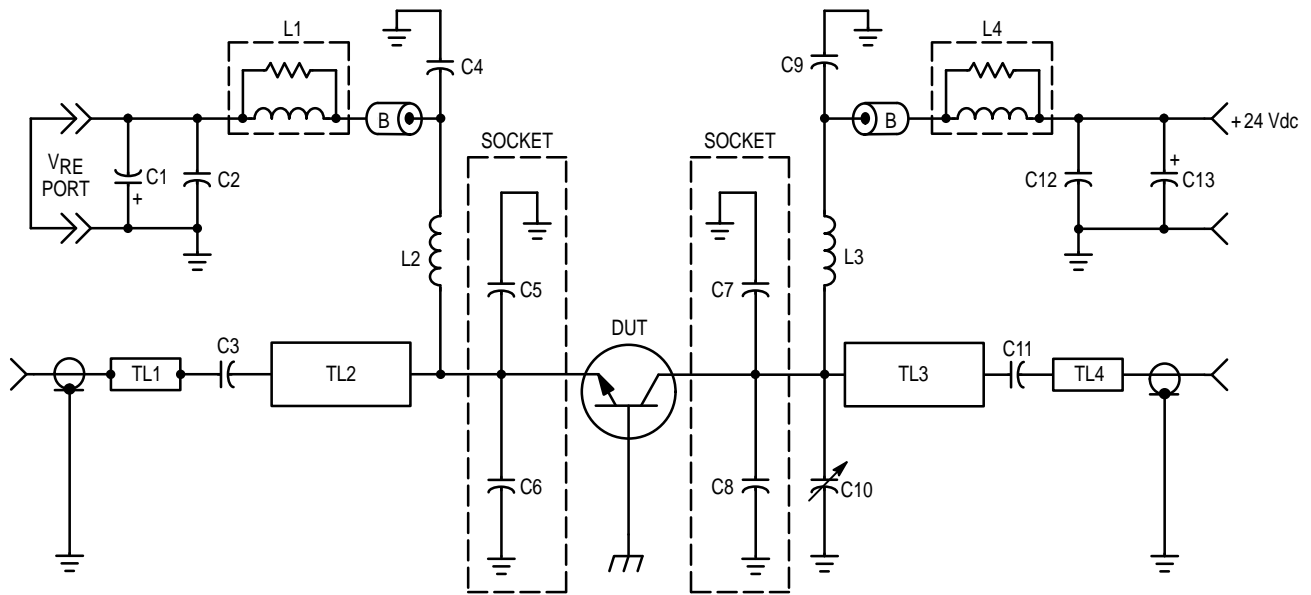 L1
L4
C4
C9
B
B
+24 Vdc
SOCKET
SOCKET
VRE
PORT
C1
+
C2
C12
+
C13
L2
L3
C5
C7
DUT
C3
C11
TL1
TL2
TL3
TL4
C6
C8
C10